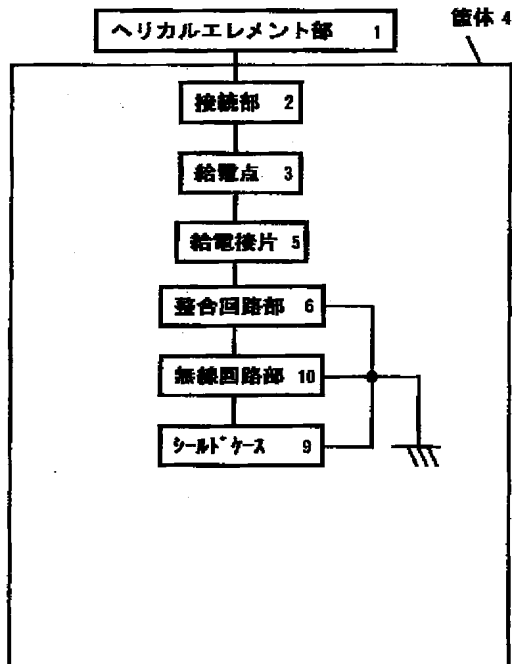 ヘリカルエレメント部 1
筐体 4
接続部 2
給電点 3
給電接片 5
整合回路部 6
無線回路部 10
シールドケース 9